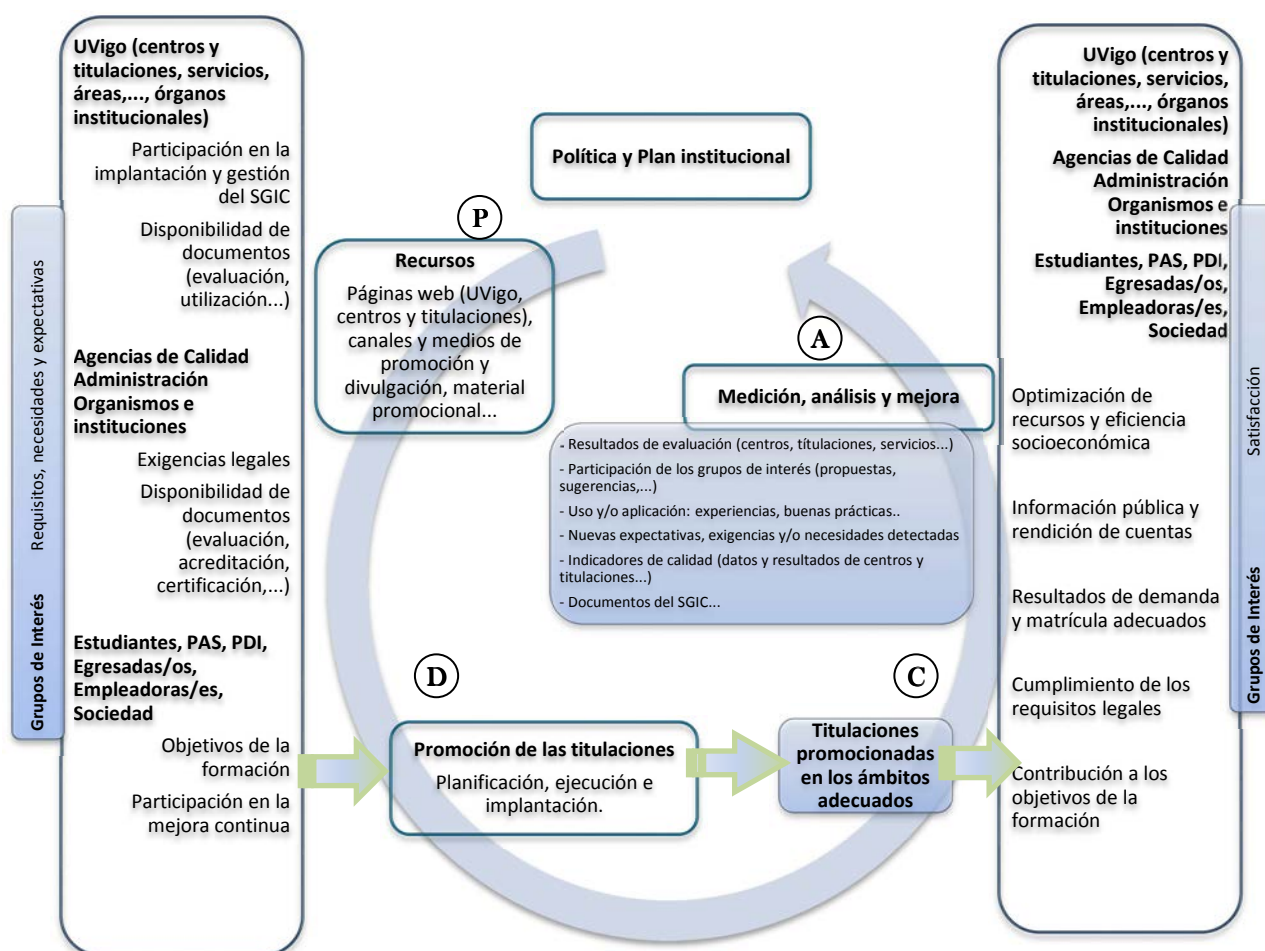 Grupos de Interés
Requisitos, necesidades y expectativas
UVigo (centros y
titulaciones, servicios,
áreas,..., órganos
institucionales)
Participación en la
implantación y gestión
del SGIC
Disponibilidad de
documentos
(evaluación,
utilización...)
Agencias de Calidad
Administración
Organismos e
instituciones
Exigencias legales
Disponibilidad de
documentos
(evaluación,
acreditación,
certificación,...)
Estudiantes, PAS, PDI,
Egresadas/os,
Empleadoras/es,
Sociedad
Objetivos de la
formación
Participación en la
mejora continua
Política y Plan institucional
P
Recursos
Páginas web (UVigo,
centros y titulaciones),
canales y medios de
promoción y
divulgación, material
promocional...
A
Medición, análisis y mejora
- Resultados de evaluación (centros, títulaciones, servicios...)
- Participación de los grupos de interés (propuestas,
sugerencias,...)
- Uso y/o aplicación: experiencias, buenas prácticas..
- Nuevas expectativas, exigencias y/o necesidades detectadas
- Indicadores de calidad (datos y resultados de centros y
titulaciones...)
- Documentos del SGIC...
D
Promoción de las titulaciones
Planificación, ejecución e
implantación.
C
Titulaciones
promocionadas
en los ámbitos
adecuados
UVigo (centros y
titulaciones, servicios,
áreas,..., órganos
institucionales)
Agencias de Calidad
Administración
Organismos e
instituciones
Estudiantes, PAS, PDI,
Egresadas/os,
Empleadoras/es,
Sociedad
Optimización de
recursos y eficiencia
socioeconómica
Información pública y
rendición de cuentas
Resultados de demanda
y matrícula adecuados
Cumplimiento de los
requisitos legales
Contribución a los
objetivos de la
formación
Grupos de Interés
Satisfacción